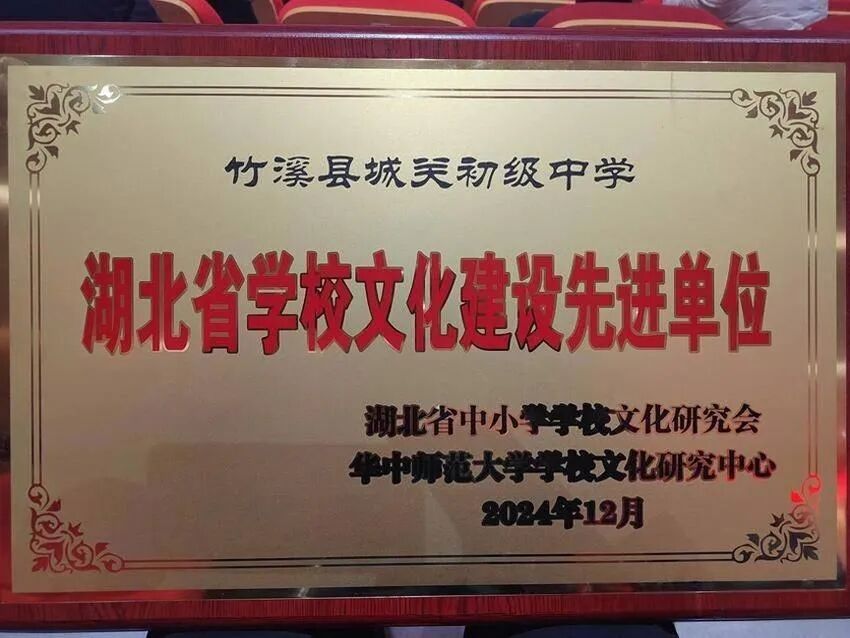 竹溪县城关初级中学
湖北省学校文化建设先进单位
湖北省中小学学校文化研究会
华中师范大学学校文化研究中心
2024年12月